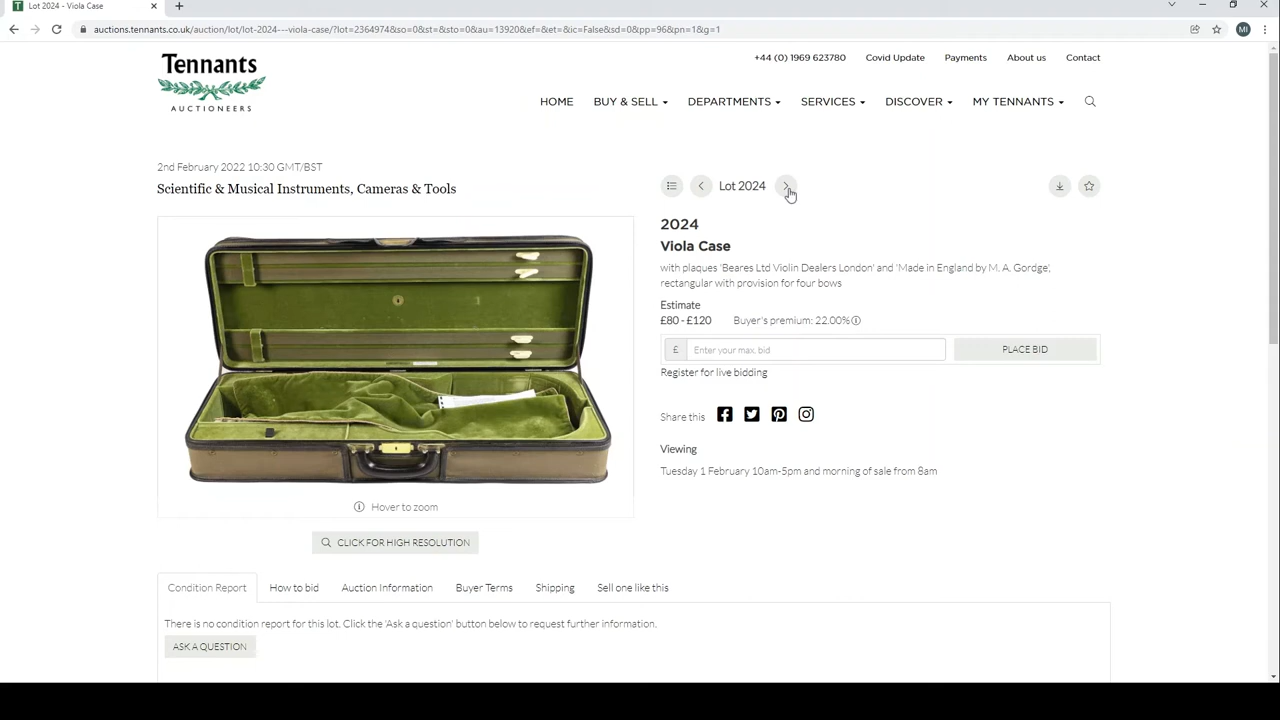 Lot 2024 - Viola Case
auctions.tennants.co.uk/auction/lot/lot-2024---viola-case/?lot=2364974&so=0&st=&sto=0&au=13920&ef=&et=&ic=False&sd=0&pp=96&pn=1&g=1
MI
Tennants
AUCTIONEERS
+44 (0) 1969 623780 Covid Update Payments About us Contact
HOME BUY & SELL DEPARTMENTS SERVICES DISCOVER MY TENNANTS
2nd February 2022 10:30 GMT/BST
Scientific & Musical Instruments, Cameras & Tools
Lot 2024
2024
Viola Case
with plaques 'Beares Ltd Violin Dealers London' and 'Made in England by M. A. Gordge',
rectangular with provision for four bows
Estimate
£80 - £120 Buyer's premium: 22.00%
£ Enter your max. bid PLACE BID
Register for live bidding
Share this
Viewing
Tuesday 1 February 10am-5pm and morning of sale from 8am
Hover to zoom
CLICK FOR HIGH RESOLUTION
Condition Report How to bid Auction Information Buyer Terms Shipping Sell one like this
There is no condition report for this lot. Click the 'Ask a question' button below to request further information.
ASK A QUESTION